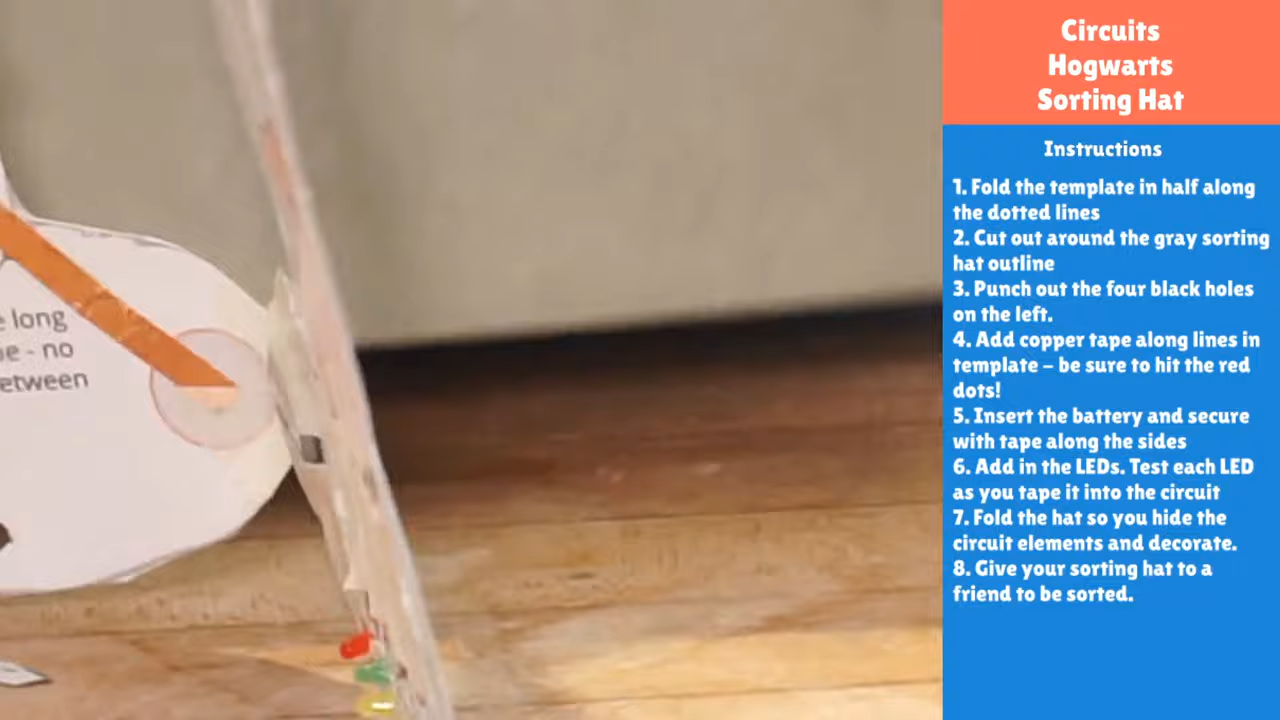 e long
e - no
etween
Circuits
Hogwarts
Sorting Hat
Instructions
1. Fold the template in half along
the dotted lines
2. Cut out around the gray sorting
hat outline
3. Punch out the four black holes
on the left.
4. Add copper tape along lines in
template – be sure to hit the red
dots!
5. Insert the battery and secure
with tape along the sides
6. Add in the LEDs. Test each LED
as you tape it into the circuit
7. Fold the hat so you hide the
circuit elements and decorate.
8. Give your sorting hat to a
friend to be sorted.